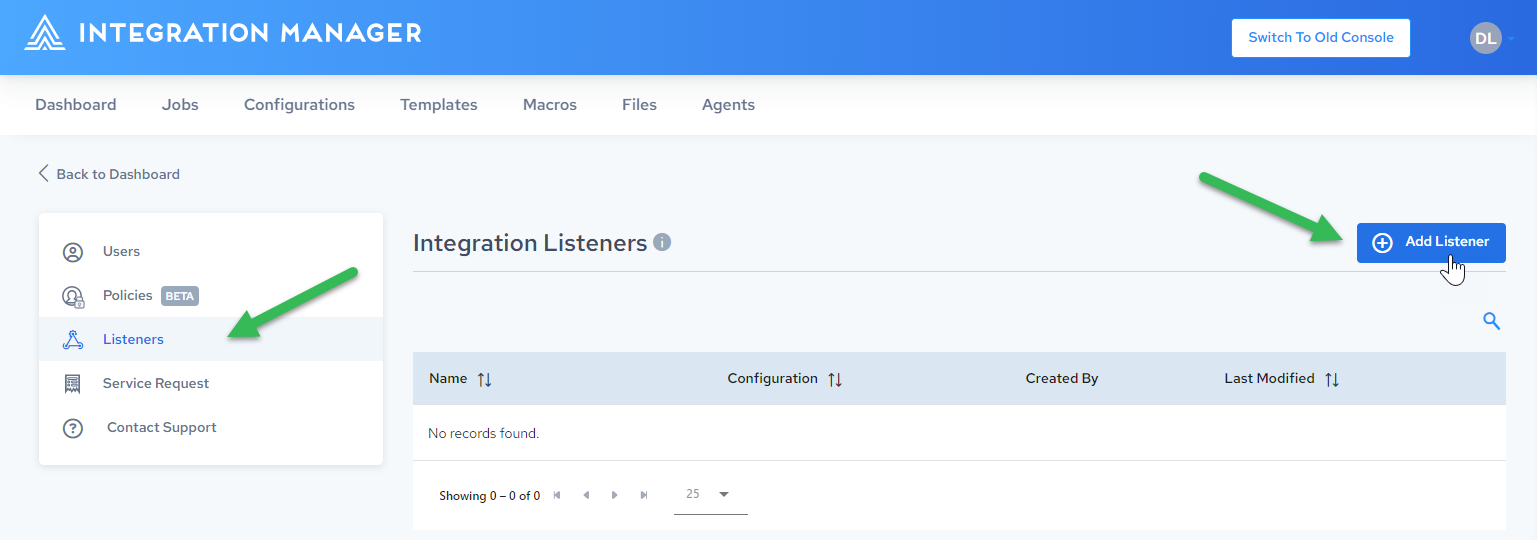 INTEGRATION MANAGER
Switch To Old Console
DL
Dashboard Jobs Configurations Templates Macros Files Agents
Back to Dashboard
Users
Policies BETA
Listeners
Service Request
Contact Support
Integration Listeners i
Add Listener
Name Configuration Created By Last Modified
No records found.
Showing 0 – 0 of 0 25